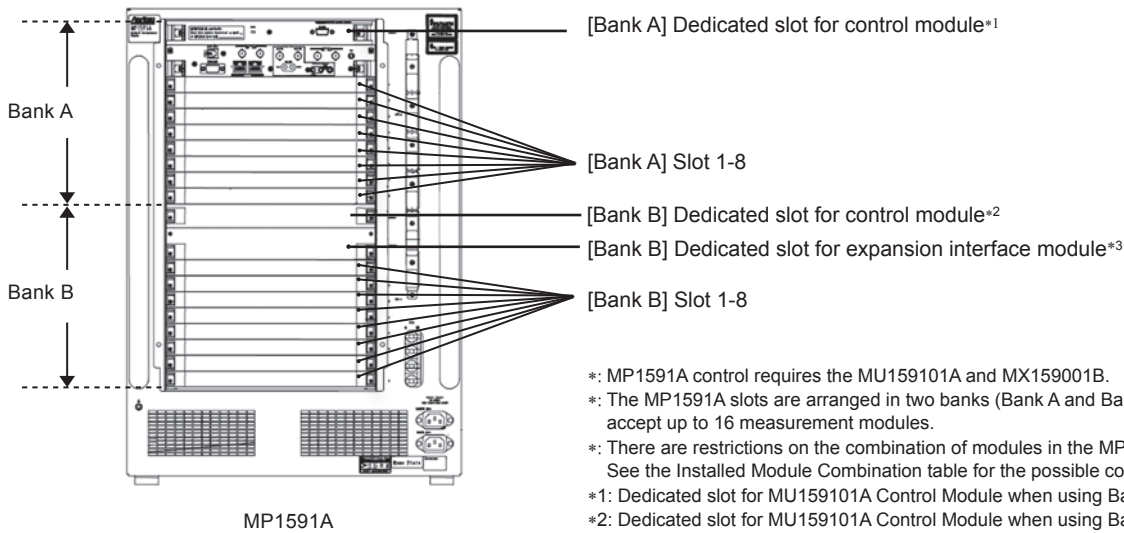 [Bank A] Dedicated slot for control module*1
Bank A
[Bank A] Slot 1-8
[Bank B] Dedicated slot for control module*2
[Bank B] Dedicated slot for expansion interface module*3
Bank B
[Bank B] Slot 1-8
*: MP1591A control requires the MU159101A and MX159001B.
*: The MP1591A slots are arranged in two banks (Bank A and Ba
accept up to 16 measurement modules.
*: There are restrictions on the combination of modules in the MP
See the Installed Module Combination table for the possible co
*1: Dedicated slot for MU159101A Control Module when using Ba
*2: Dedicated slot for MU159101A Control Module when using Ba
MP1591A